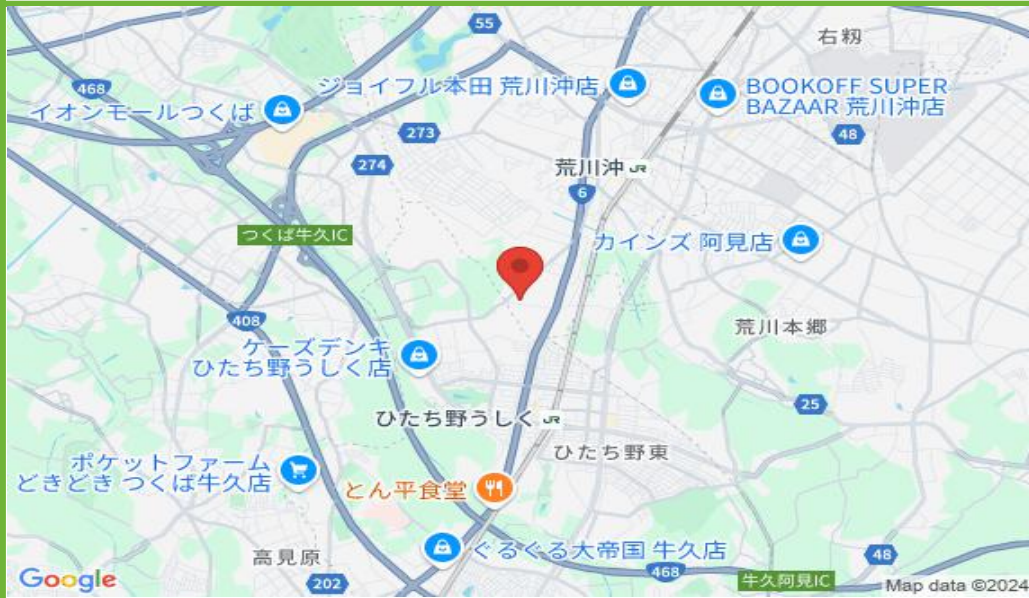 55
右籾
468
ジョイフル本田 荒川沖店
BOOKOFF SUPER
BAZAAR 荒川沖店
イオンモールつくば
273
48
274
荒川沖 JR
6
つくば牛久IC
カインズ 阿見店
408
荒川本郷
ケーズデンキ
ひたち野うしく店
25
ひたち野うしく JR
ひたち野東
ポケットファーム
どきどき つくば牛久店
とん平食堂
高見原
ぐるぐる大帝国 牛久店
48
468
牛久阿見IC
202
Google
Map data ©2024